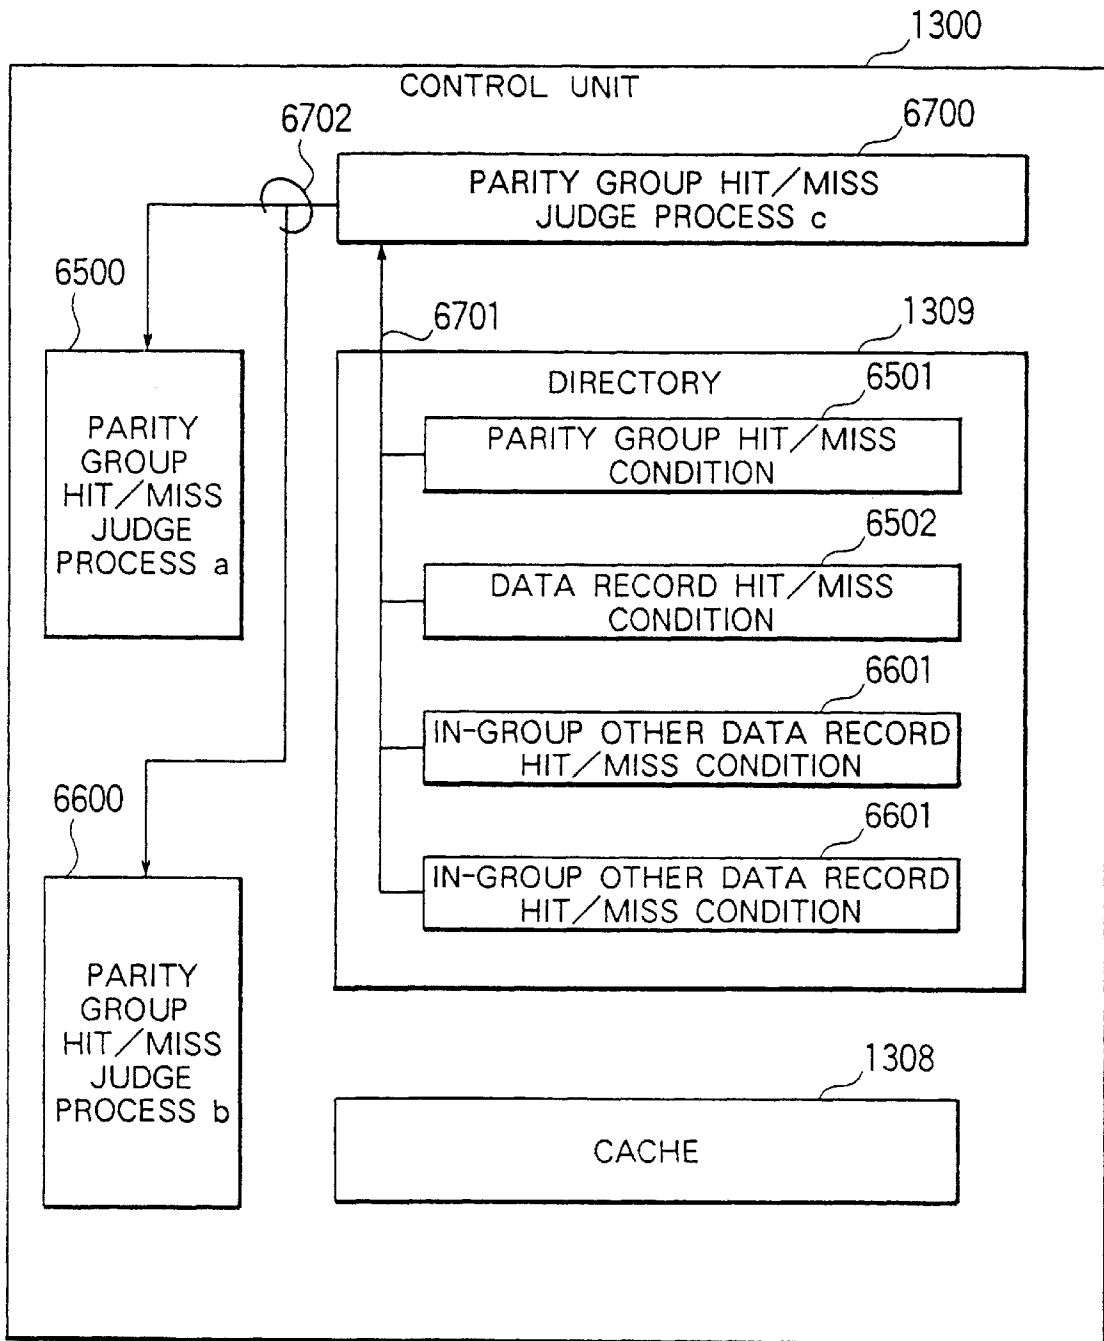 1300
CONTROL UNIT
6702
6700
PARITY GROUP HIT/MISS
JUDGE PROCESS c
6500
6701
1309
PARITY
GROUP
HIT/MISS
JUDGE
PROCESS a
DIRECTORY
6501
PARITY GROUP HIT/MISS
CONDITION
6502
DATA RECORD HIT/MISS
CONDITION
6601
IN-GROUP OTHER DATA RECORD
HIT/MISS CONDITION
6600
6601
IN-GROUP OTHER DATA RECORD
HIT/MISS CONDITION
PARITY
GROUP
HIT/MISS
JUDGE
PROCESS b
1308
CACHE